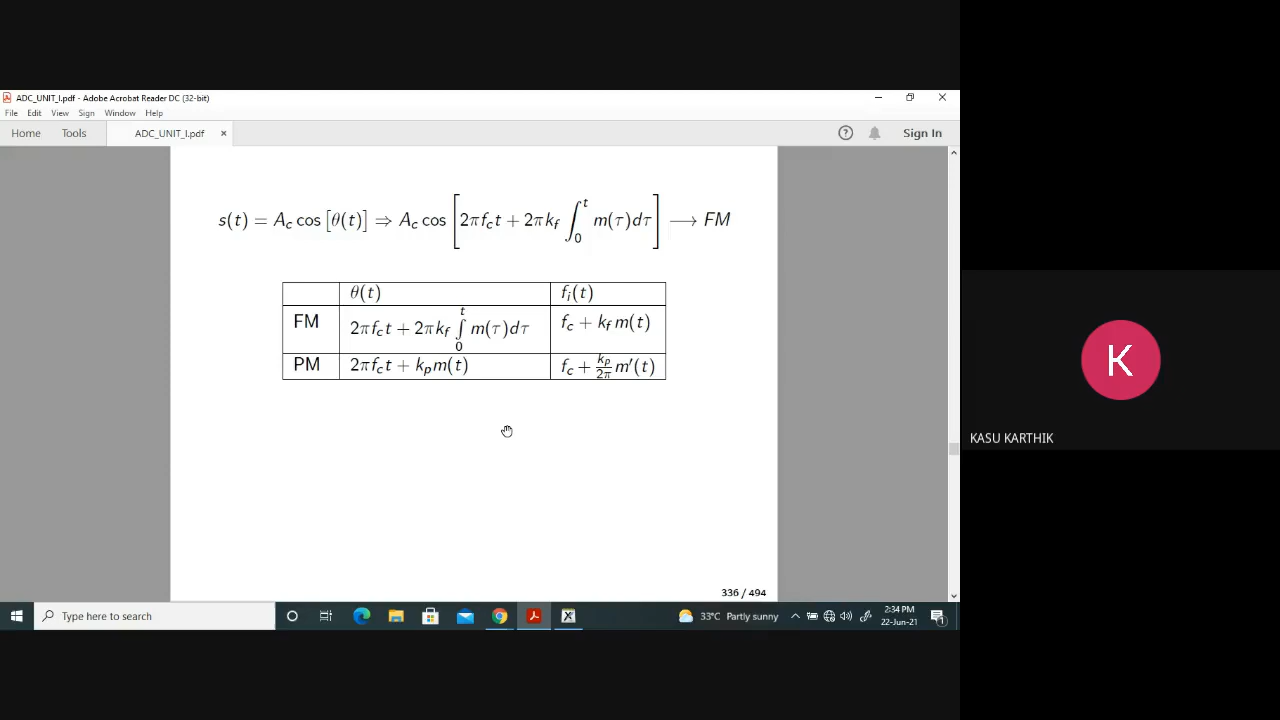 ADC_UNIT_I.pdf - Adobe Acrobat Reader DC (32-bit)
File Edit View Sign Window Help
Home Tools ADC_UNIT_I.pdf × Sign In
s(t) = A_c cos [θ(t)] ⇒ A_c cos [2πf_c t + 2πk_f ∫_0^t m(τ)dτ] ⟶ FM
θ(t) f_i(t)
FM 2πf_c t + 2πk_f ∫_0^t m(τ)dτ f_c + k_f m(t)
PM 2πf_c t + k_p m(t) f_c + k_p/2π m′(t)
336 / 494
K
KASU KARTHIK
Type here to search 33°C Partly sunny 2:34 PM
22-Jun-21 1